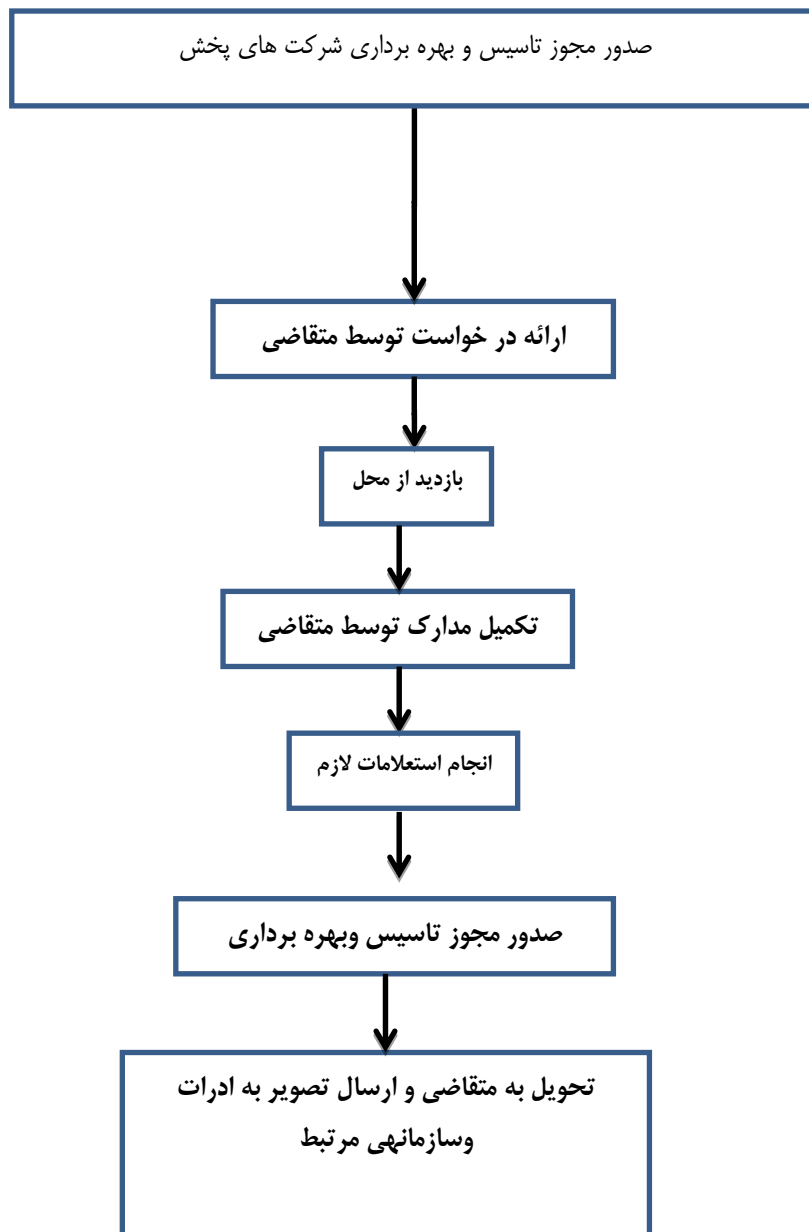 صدور مجوز تاسیس و بهره برداری شرکت های پخش
ارائه در خواست توسط متقاضی
بازدید از محل
تکمیل مدارک توسط متقاضی
انجام استعلامات لازم
صدور مجوز تاسیس وبهره برداری
تحویل به متقاضی و ارسال تصویر به ادرات
وسازمانهی مرتبط